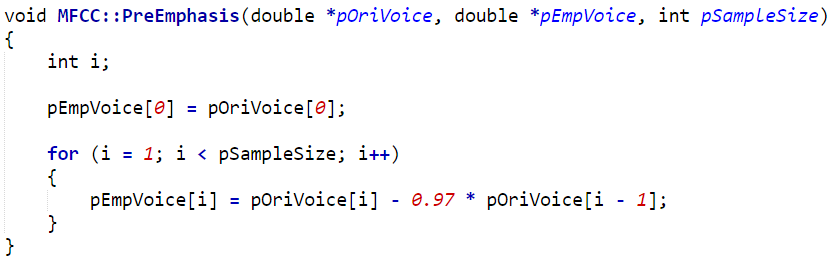 void MFCC::PreEmphasis(double *pOriVoice, double *pEmpVoice, int pSampleSize)
{
    int i;

    pEmpVoice[0] = pOriVoice[0];

    for (i = 1; i < pSampleSize; i++)
    {
        pEmpVoice[i] = pOriVoice[i] - 0.97 * pOriVoice[i - 1];
    }
}